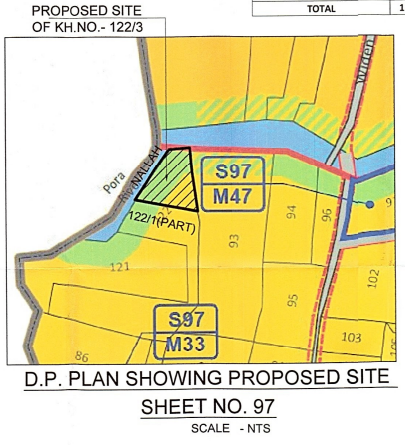 PROPOSED SITE
OF KH.NO.- 122/3
TOTAL
Widen
Pora
NALLAH
S97
M47
122/1(PART)
94
96
93
121
95
102
S97
M33
103
86
D.P. PLAN SHOWING PROPOSED SITE
SHEET NO. 97
SCALE - NTS